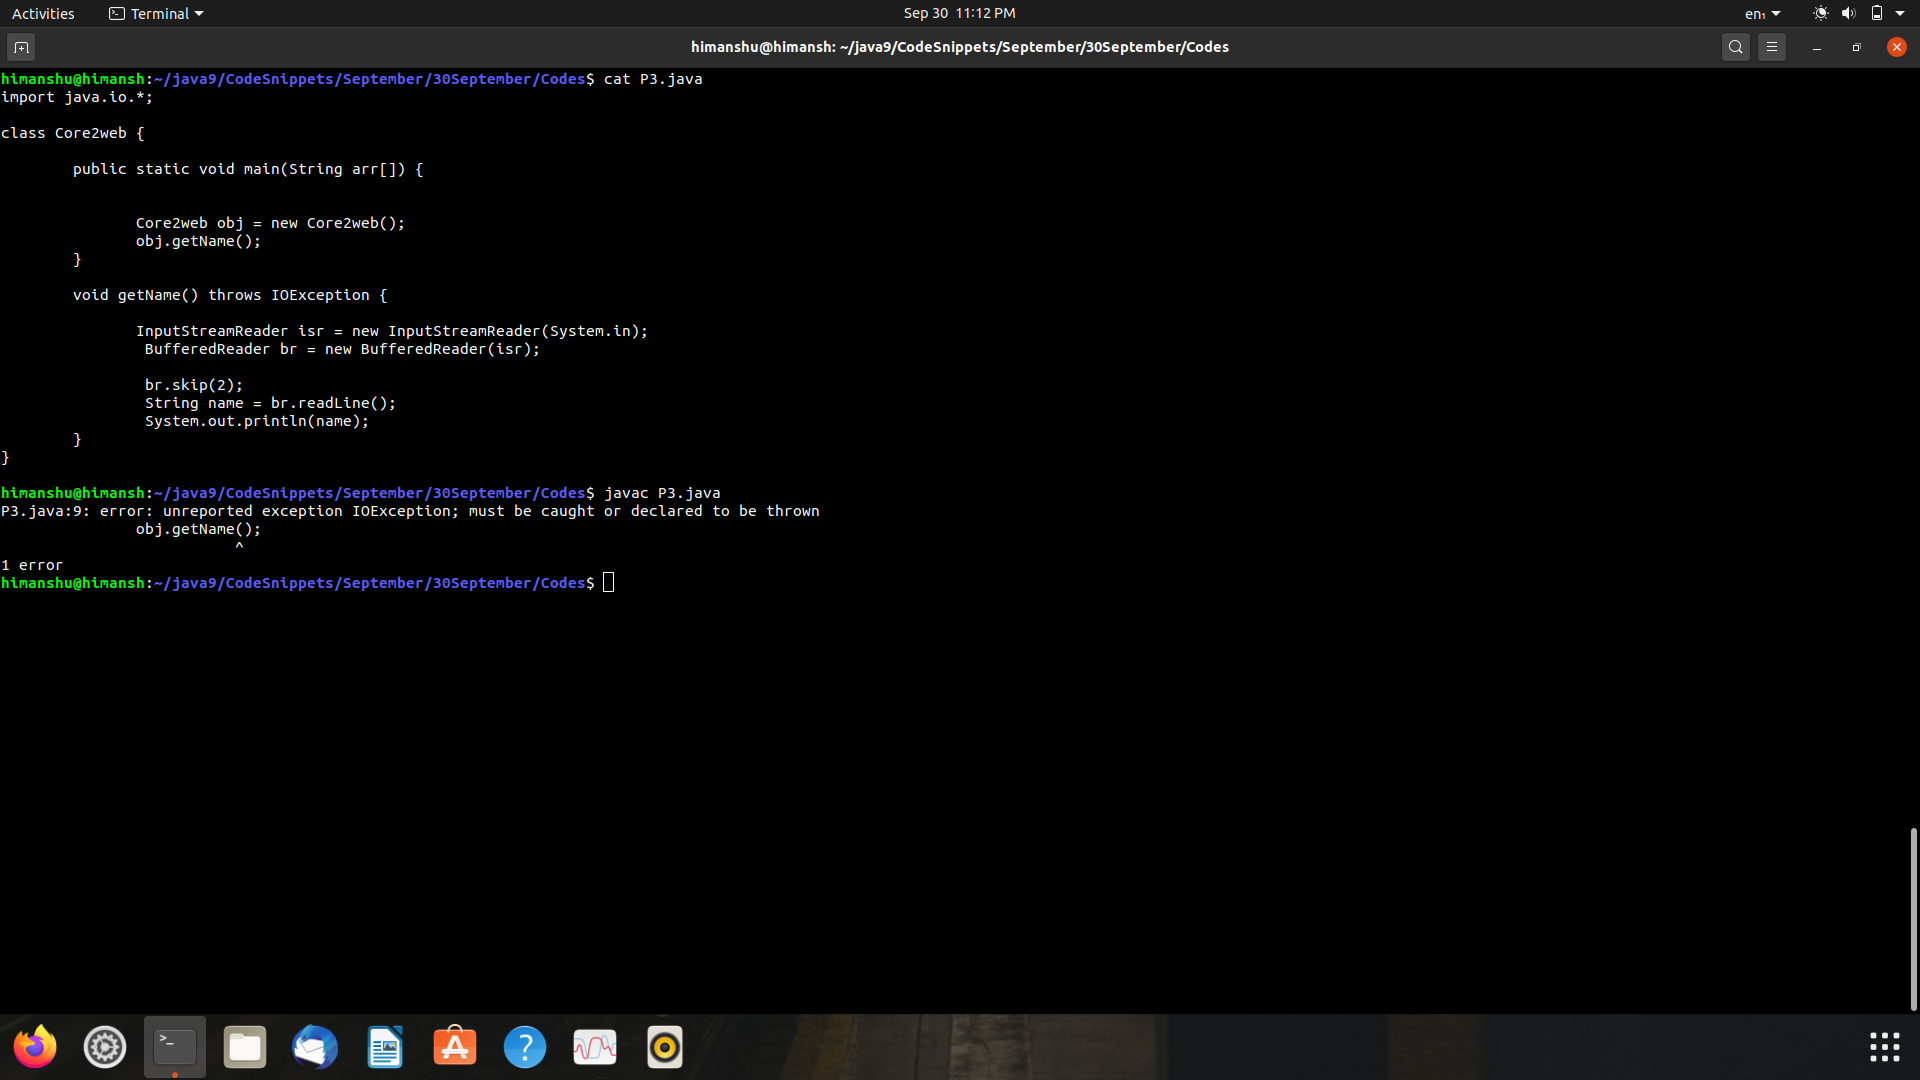 Activities Terminal Sep 30 11:12 PM en₁
himanshu@himansh: ~/java9/CodeSnippets/September/30September/Codes
himanshu@himansh:~/java9/CodeSnippets/September/30September/Codes$ cat P3.java
import java.io.*;
class Core2web {
public static void main(String arr[]) {
Core2web obj = new Core2web();
obj.getName();
}
void getName() throws IOException {
InputStreamReader isr = new InputStreamReader(System.in);
BufferedReader br = new BufferedReader(isr);
br.skip(2);
String name = br.readLine();
System.out.println(name);
}
}
himanshu@himansh:~/java9/CodeSnippets/September/30September/Codes$ javac P3.java
P3.java:9: error: unreported exception IOException; must be caught or declared to be thrown
obj.getName();
^
1 error
himanshu@himansh:~/java9/CodeSnippets/September/30September/Codes$